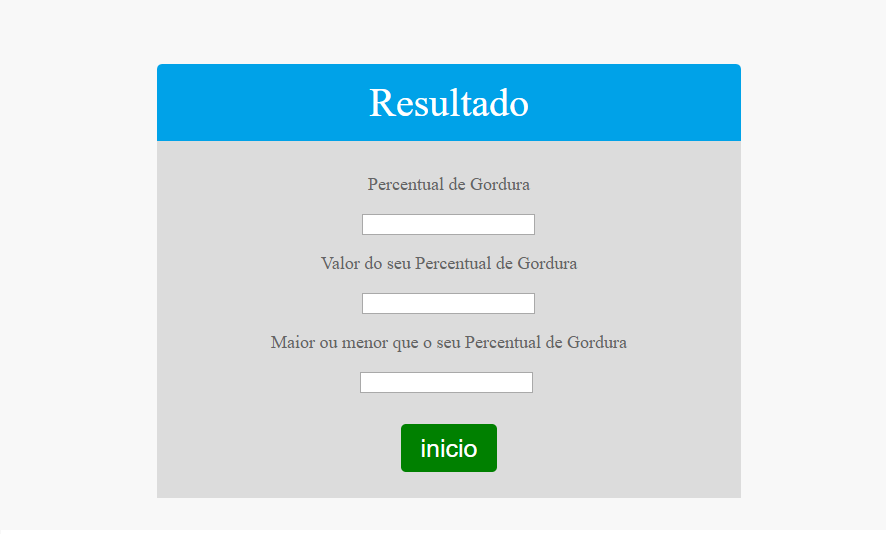 Resultado
Percentual de Gordura
Valor do seu Percentual de Gordura
Maior ou menor que o seu Percentual de Gordura
inicio